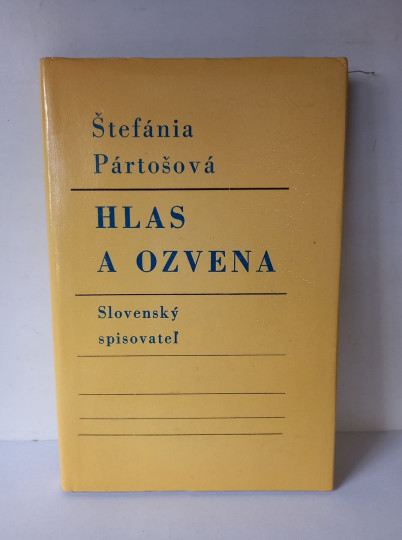 Štefánia
Pártošová
HLAS
A OZVENA
Slovenský
spisovateľ